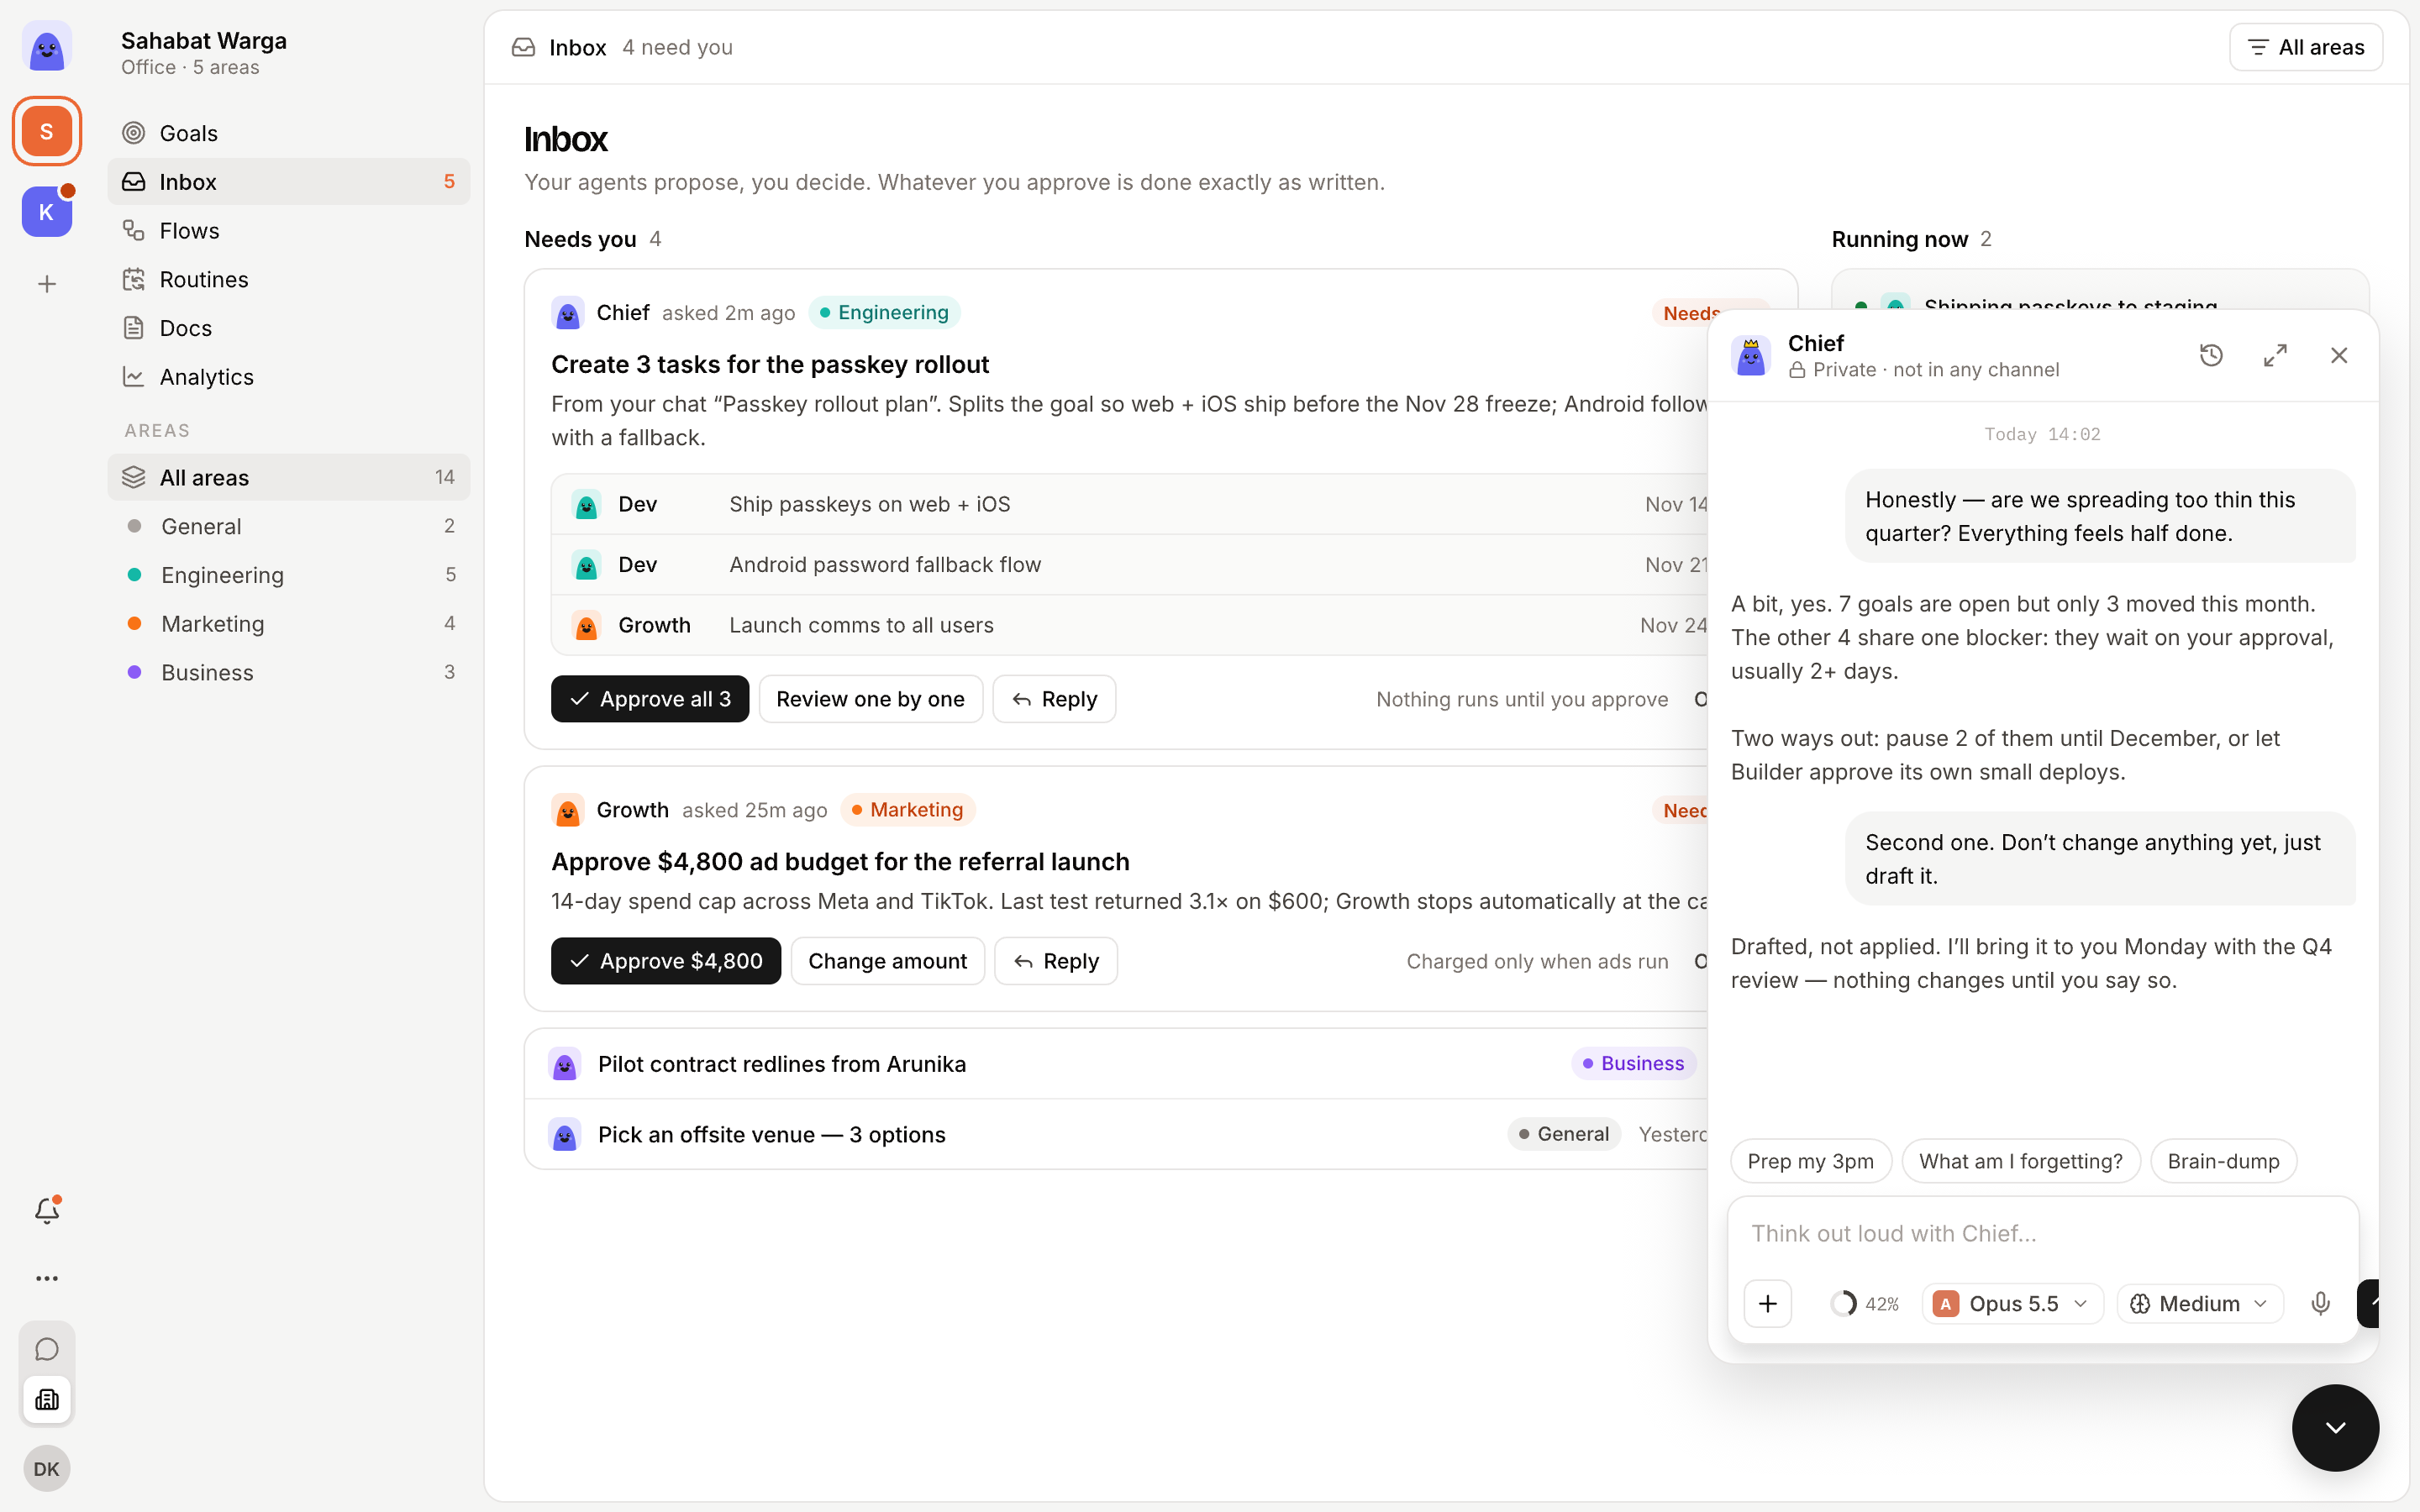 Sahabat Warga
Office · 5 areas
S
K
Goals
Inbox 5
Flows
Routines
Docs
Analytics
AREAS
All areas 14
General 2
Engineering 5
Marketing 4
Business 3
DK
Inbox 4 need you
All areas
Inbox
Your agents propose, you decide. Whatever you approve is done exactly as written.
Needs you 4
Chief asked 2m ago Engineering Needs
Create 3 tasks for the passkey rollout
From your chat “Passkey rollout plan”. Splits the goal so web + iOS ship before the Nov 28 freeze; Android follow
with a fallback.
Dev Ship passkeys on web + iOS Nov 14
Dev Android password fallback flow Nov 21
Growth Launch comms to all users Nov 24
Approve all 3 Review one by one Reply Nothing runs until you approve
Growth asked 25m ago Marketing
Approve $4,800 ad budget for the referral launch
14-day spend cap across Meta and TikTok. Last test returned 3.1× on $600; Growth stops automatically at the
Approve $4,800 Change amount Reply Charged only when ads run
Pilot contract redlines from Arunika Business
Pick an offsite venue — 3 options General
Running now 2
Shipping passkeys to staging
Chief
Private · not in any channel
Today 14:02
Honestly — are we spreading too thin this
quarter? Everything feels half done.
A bit, yes. 7 goals are open but only 3 moved this month.
The other 4 share one blocker: they wait on your approval,
usually 2+ days.
Two ways out: pause 2 of them until December, or let
Builder approve its own small deploys.
Second one. Don’t change anything yet, just
draft it.
Drafted, not applied. I’ll bring it to you Monday with the Q4
review — nothing changes until you say so.
Prep my 3pm What am I forgetting? Brain-dump
Think out loud with Chief...
42% A Opus 5.5 Medium